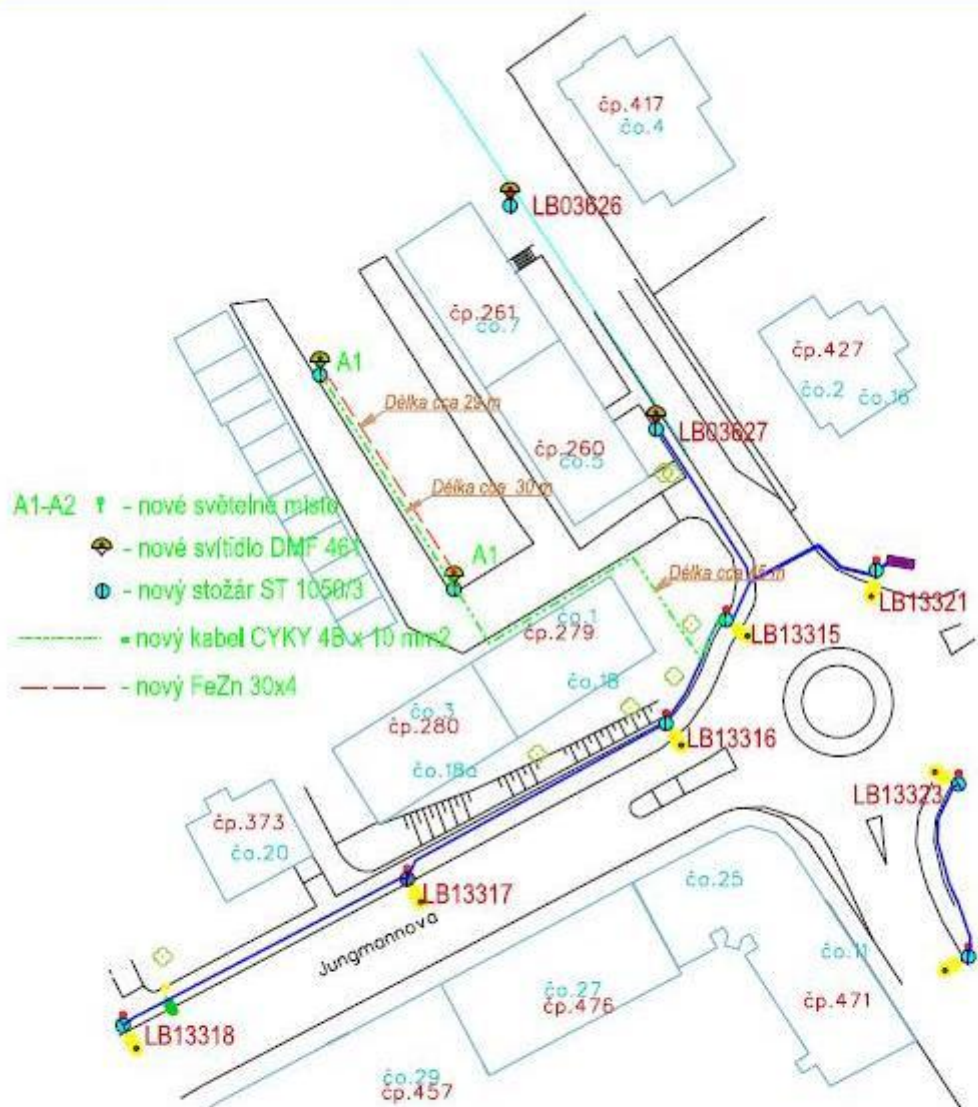 čp.417
čo.4
LB03626
čp.261
čo.7
čp.427
čo.2
čo.16
A1
Délka cca 29 m
LB03627
čp.260
čo.5
Délka cca 30 m
A1-A2 - nové světelné místo
- nové svítidlo DMF 461
A1
- nový stožár ST 1050/3
Délka cca 45 m
LB13321
čo.1
čp.279
LB13315
- nový kabel CYKY 4B x 10 mm2
čo.18
- nový FeZn 30x4
čo.3
čp.280
LB13316
čo.18a
LB13323
čp.373
čo.20
čo.25
LB13317
Jungmannova
čo.11
čo.27
čp.476
čp.471
LB13318
čo.29
čp.457